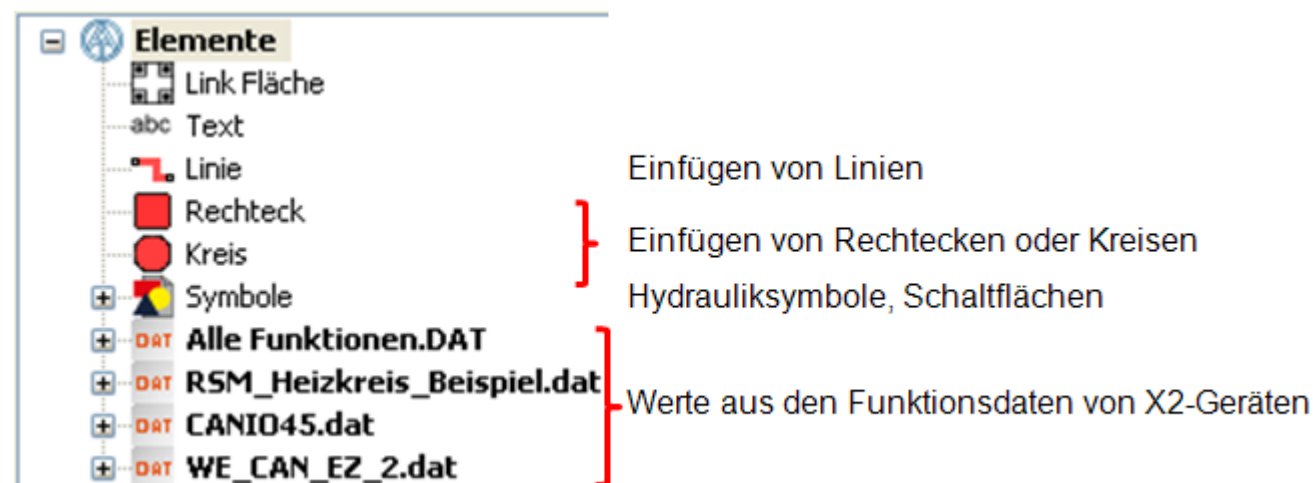 Elemente
Link Fläche
abc Text
Linie Einfügen von Linien
Rechteck
Einfügen von Rechtecken oder Kreisen
Kreis
Symbole Hydrauliksymbole, Schaltflächen
DAT Alle Funktionen.DAT
DAT RSM_Heizkreis_Beispiel.dat
Werte aus den Funktionsdaten von X2-Geräten
DAT CANIO45.dat
DAT WE_CAN_EZ_2.dat